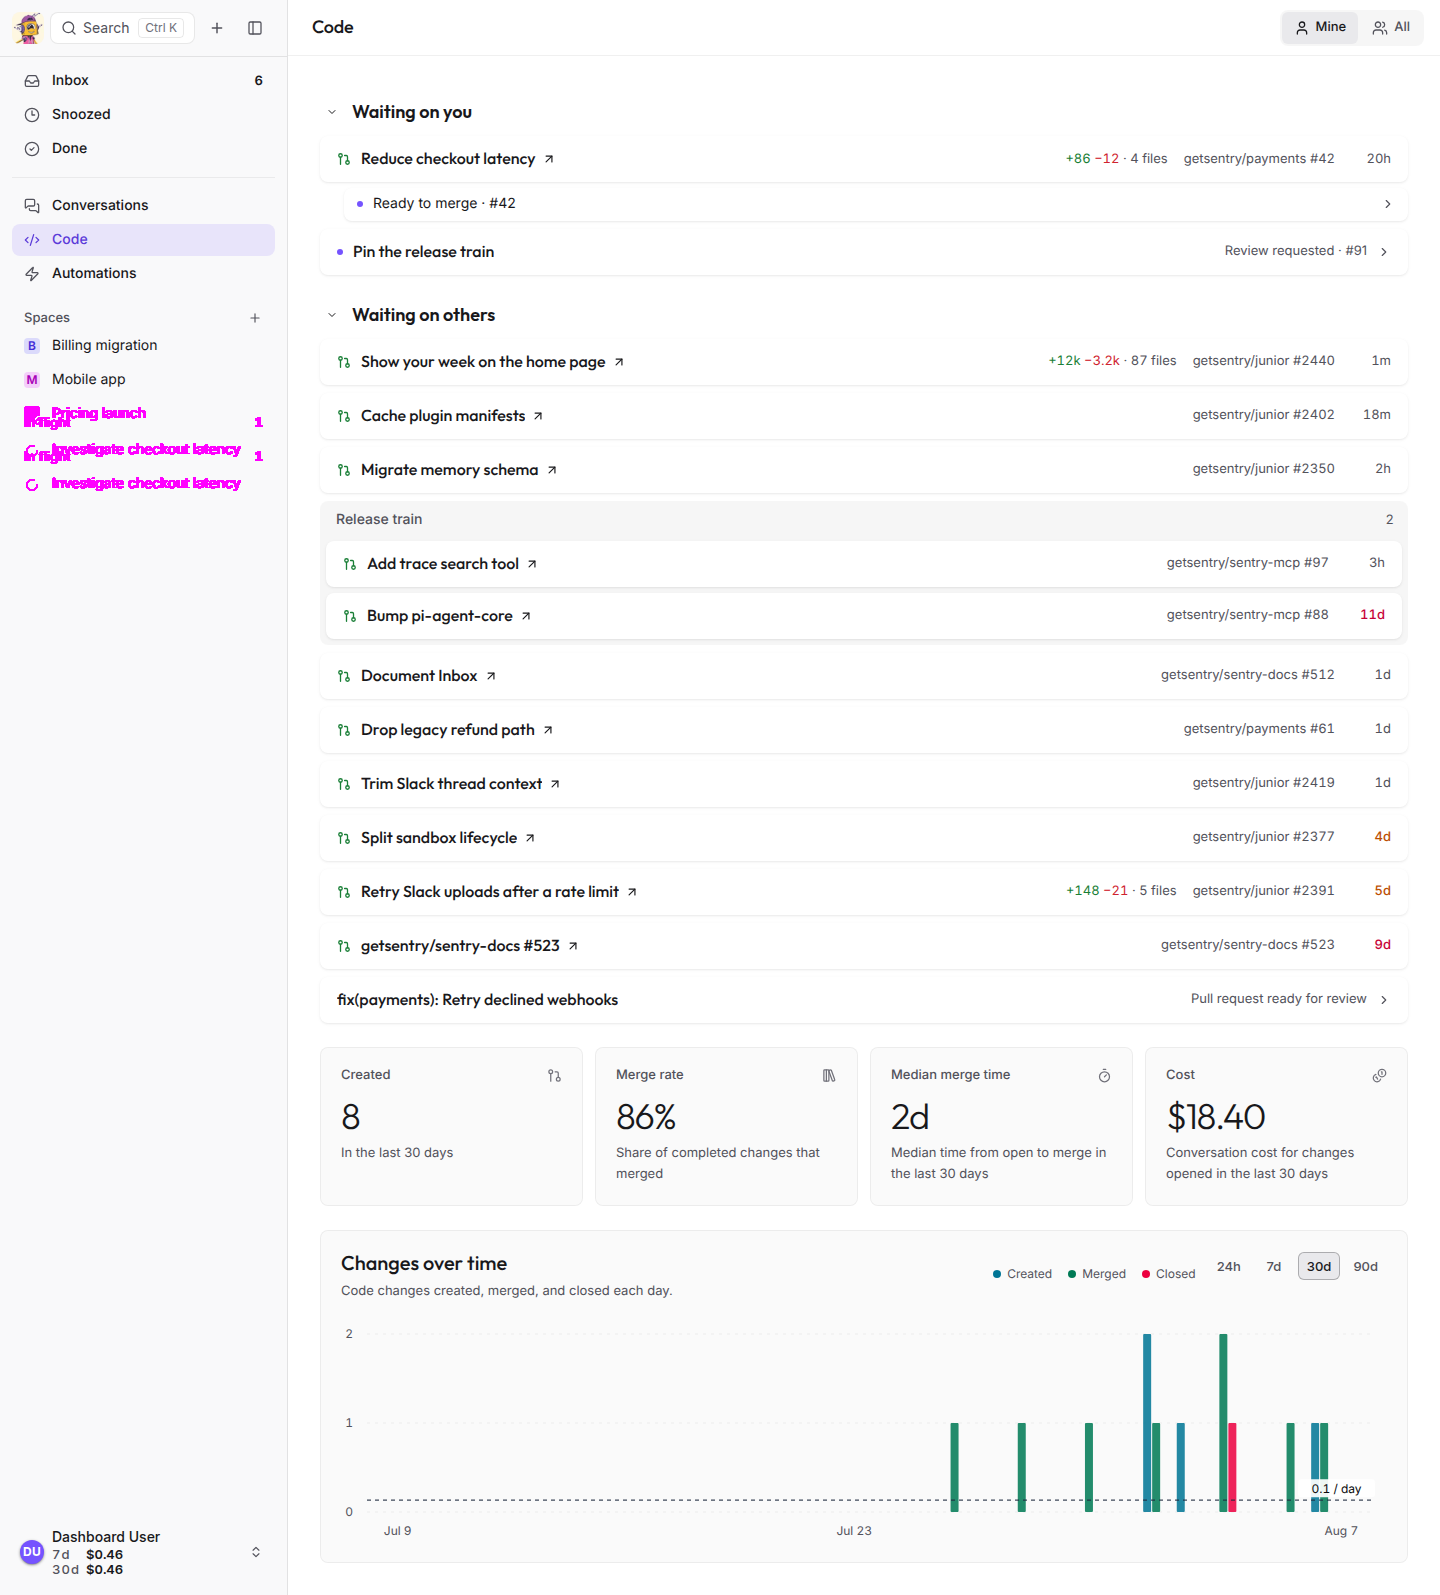 Search Ctrl K
Inbox 6
Snoozed
Done
Conversations
Code
Automations
Spaces
B Billing migration
M Mobile app
Pricing launch
In flight 1
Investigate checkout latency
In flight 1
Investigate checkout latency
DU Dashboard User
7d $0.46
30d $0.46
Code
Mine All
Waiting on you
Reduce checkout latency +86 −12 · 4 files getsentry/payments #42 20h
Ready to merge · #42
Pin the release train Review requested · #91
Waiting on others
Show your week on the home page +12k −3.2k · 87 files getsentry/junior #2440 1m
Cache plugin manifests getsentry/junior #2402 18m
Migrate memory schema getsentry/junior #2350 2h
Release train 2
Add trace search tool getsentry/sentry-mcp #97 3h
Bump pi-agent-core getsentry/sentry-mcp #88 11d
Document Inbox getsentry/sentry-docs #512 1d
Drop legacy refund path getsentry/payments #61 1d
Trim Slack thread context getsentry/junior #2419 1d
Split sandbox lifecycle getsentry/junior #2377 4d
Retry Slack uploads after a rate limit +148 −21 · 5 files getsentry/junior #2391 5d
getsentry/sentry-docs #523 getsentry/sentry-docs #523 9d
fix(payments): Retry declined webhooks Pull request ready for review
Created
8
In the last 30 days
Merge rate
86%
Share of completed changes that
merged
Median merge time
2d
Median time from open to merge in
the last 30 days
Cost
$18.40
Conversation cost for changes
opened in the last 30 days
Changes over time
Code changes created, merged, and closed each day.
Created Merged Closed 24h 7d 30d 90d
2
1
0
0.1 / day
Jul 9 Jul 23 Aug 7